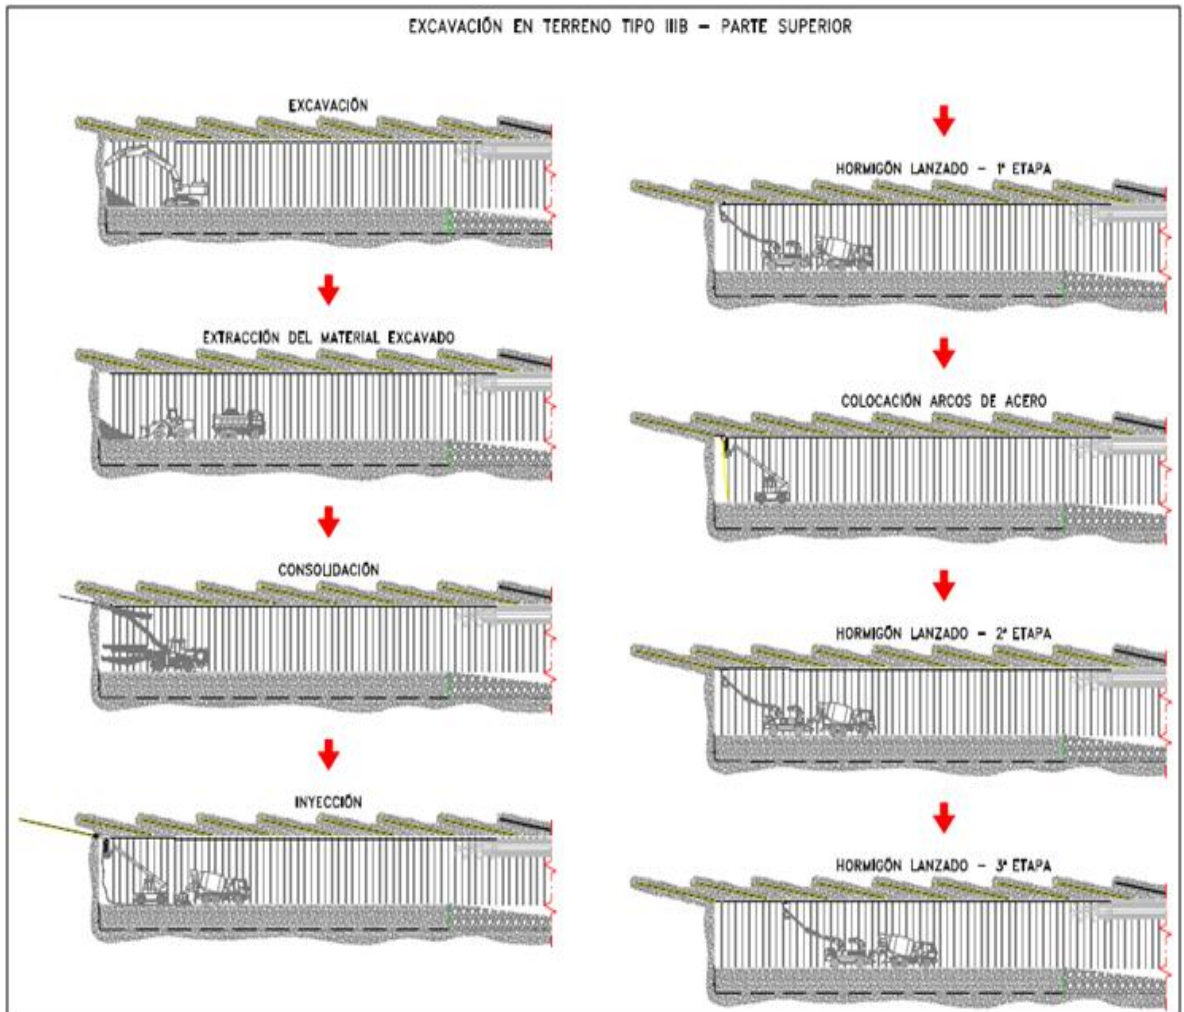 EXCAVACIÓN EN TERRENO TIPO IIIB – PARTE SUPERIOR
EXCAVACIÓN
EXTRACCIÓN DEL MATERIAL EXCAVADO
CONSOLIDACIÓN
INYECCIÓN
HORMIGÓN LANZADO – 1ª ETAPA
COLOCACIÓN ARCOS DE ACERO
HORMIGÓN LANZADO – 2ª ETAPA
HORMIGÓN LANZADO – 3ª ETAPA